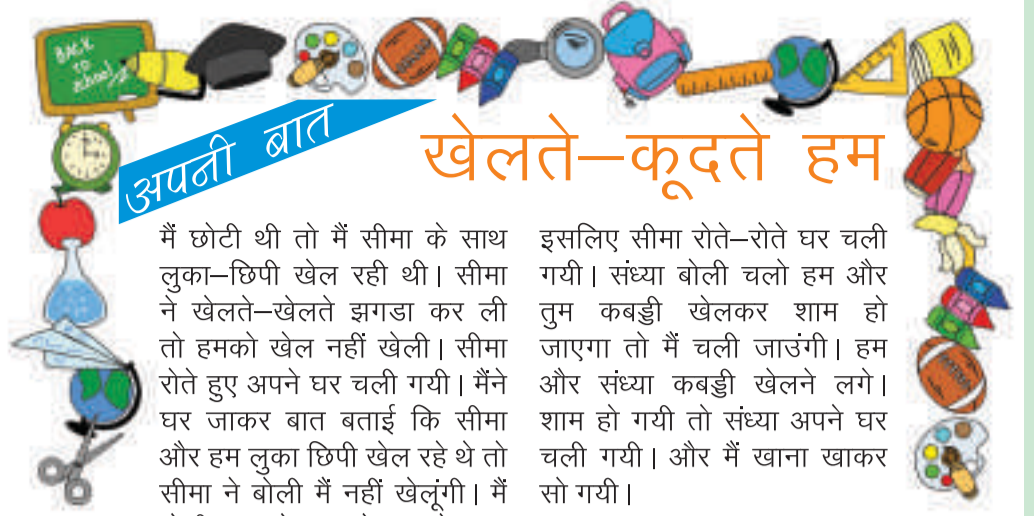 BACK
TO
school
अपनी बात
खेलते–कूदते हम
मैं छोटी थी तो मैं सीमा के साथ
लुका–छिपी खेल रही थी। सीमा
ने खेलते–खेलते झगडा कर ली
तो हमको खेल नहीं खेली। सीमा
रोते हुए अपने घर चली गयी। मैंने
घर जाकर बात बताई कि सीमा
और हम लुका छिपी खेल रहे थे तो
सीमा ने बोली मैं नहीं खेलूंगी। मैं
इसलिए सीमा रोते–रोते घर चली
गयी। संध्या बोली चलो हम और
तुम कबड्डी खेलकर शाम हो
जाएगा तो मैं चली जाउंगी। हम
और संध्या कबड्डी खेलने लगे।
शाम हो गयी तो संध्या अपने घर
चली गयी। और मैं खाना खाकर
सो गयी।